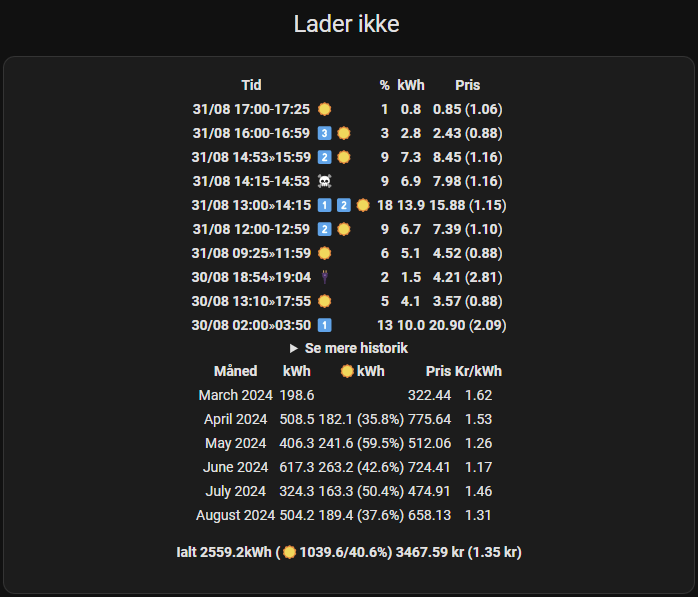 Lader ikke
Tid % kWh Pris
31/08 17:00-17:25 1 0.8 0.85 (1.06)
31/08 16:00-16:59 3 3 2.8 2.43 (0.88)
31/08 14:53»15:59 2 9 7.3 8.45 (1.16)
31/08 14:15-14:53 9 6.9 7.98 (1.16)
31/08 13:00»14:15 1 2 18 13.9 15.88 (1.15)
31/08 12:00-12:59 2 9 6.7 7.39 (1.10)
31/08 09:25»11:59 6 5.1 4.52 (0.88)
30/08 18:54»19:04 2 1.5 4.21 (2.81)
30/08 13:10»17:55 5 4.1 3.57 (0.88)
30/08 02:00»03:50 1 13 10.0 20.90 (2.09)
Se mere historik
Måned kWh kWh Pris Kr/kWh
March 2024 198.6 322.44 1.62
April 2024 508.5 182.1 (35.8%) 775.64 1.53
May 2024 406.3 241.6 (59.5%) 512.06 1.26
June 2024 617.3 263.2 (42.6%) 724.41 1.17
July 2024 324.3 163.3 (50.4%) 474.91 1.46
August 2024 504.2 189.4 (37.6%) 658.13 1.31
Ialt 2559.2kWh ( 1039.6/40.6%) 3467.59 kr (1.35 kr)